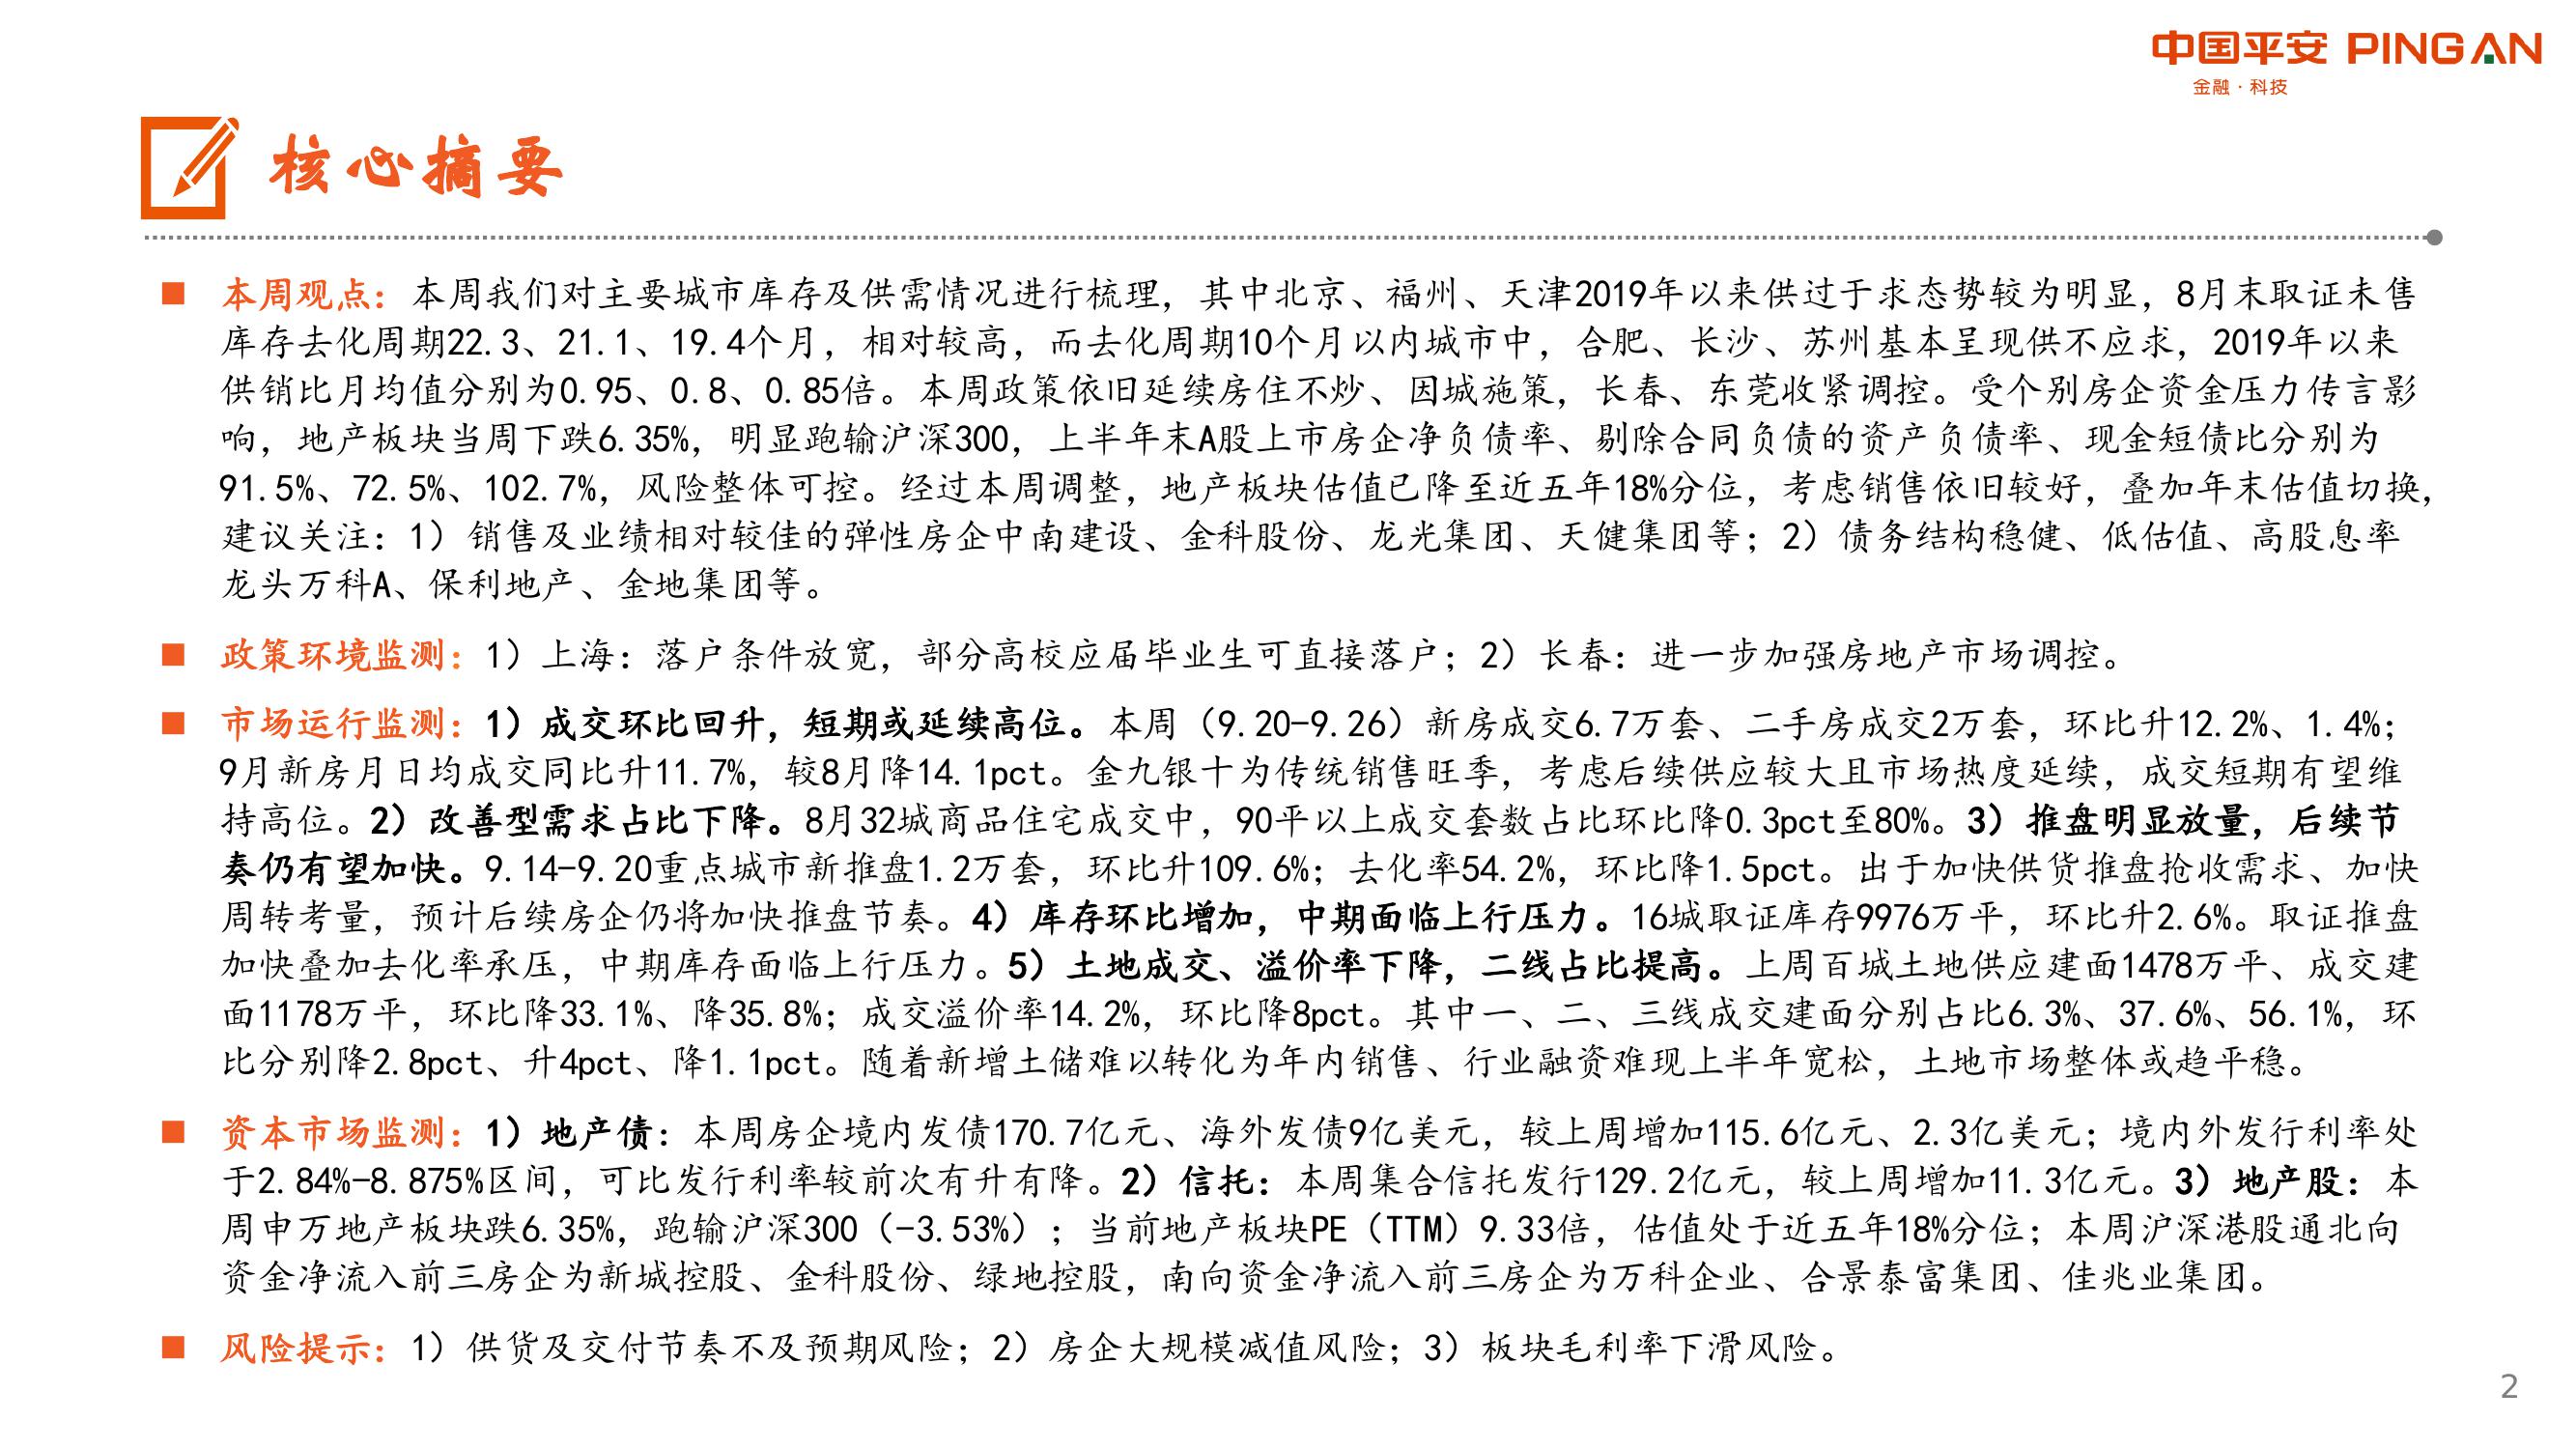 中国平安 PING AN
金融·科技
核心摘要
■ 本周观点：本周我们对主要城市库存及供需情况进行梳理，其中北京、福州、天津2019年以来供过于求态势较为明显，8月末取证未售
库存去化周期22.3、21.1、19.4个月，相对较高，而去化周期10个月以内城市中，合肥、长沙、苏州基本呈现供不应求，2019年以来
供销比月均值分别为0.95、0.8、0.85倍。本周政策依旧延续房住不炒、因城施策，长春、东莞收紧调控。受个别房企资金压力传言影
响，地产板块当周下跌6.35%，明显跑输沪深300，上半年末A股上市房企净负债率、剔除合同负债的资产负债率、现金短债比分别为
91.5%、72.5%、102.7%，风险整体可控。经过本周调整，地产板块估值已降至近五年18%分位，考虑销售依旧较好，叠加年末估值切换，
建议关注：1）销售及业绩相对较佳的弹性房企中南建设、金科股份、龙光集团、天健集团等；2）债务结构稳健、低估值、高股息率
龙头万科A、保利地产、金地集团等。
■ 政策环境监测：1）上海：落户条件放宽，部分高校应届毕业生可直接落户；2）长春：进一步加强房地产市场调控。
■ 市场运行监测：1）成交环比回升，短期或延续高位。本周（9.20-9.26）新房成交6.7万套、二手房成交2万套，环比升12.2%、1.4%；
9月新房月日均成交同比升11.7%，较8月降14.1pct。金九银十为传统销售旺季，考虑后续供应较大且市场热度延续，成交短期有望维
持高位。2）改善型需求占比下降。8月32城商品住宅成交中，90平以上成交套数占比环比降0.3pct至80%。3）推盘明显放量，后续节
奏仍有望加快。9.14-9.20重点城市新推盘1.2万套，环比升109.6%；去化率54.2%，环比降1.5pct。出于加快供货推盘抢收需求、加快
周转考量，预计后续房企仍将加快推盘节奏。4）库存环比增加，中期面临上行压力。16城取证库存9976万平，环比升2.6%。取证推盘
加快叠加去化率承压，中期库存面临上行压力。5）土地成交、溢价率下降，二线占比提高。上周百城土地供应建面1478万平、成交建
面1178万平，环比降33.1%、降35.8%；成交溢价率14.2%，环比降8pct。其中一、二、三线成交建面分别占比6.3%、37.6%、56.1%，环
比分别降2.8pct、升4pct、降1.1pct。随着新增土储难以转化为年内销售、行业融资难现上半年宽松，土地市场整体或趋平稳。
■ 资本市场监测：1）地产债：本周房企境内发债170.7亿元、海外发债9亿美元，较上周增加115.6亿元、2.3亿美元；境内外发行利率处
于2.84%-8.875%区间，可比发行利率较前次有升有降。2）信托：本周集合信托发行129.2亿元，较上周增加11.3亿元。3）地产股：本
周申万地产板块跌6.35%，跑输沪深300（-3.53%）；当前地产板块PE（TTM）9.33倍，估值处于近五年18%分位；本周沪深港股通北向
资金净流入前三房企为新城控股、金科股份、绿地控股，南向资金净流入前三房企为万科企业、合景泰富集团、佳兆业集团。
■ 风险提示：1）供货及交付节奏不及预期风险；2）房企大规模减值风险；3）板块毛利率下滑风险。
2